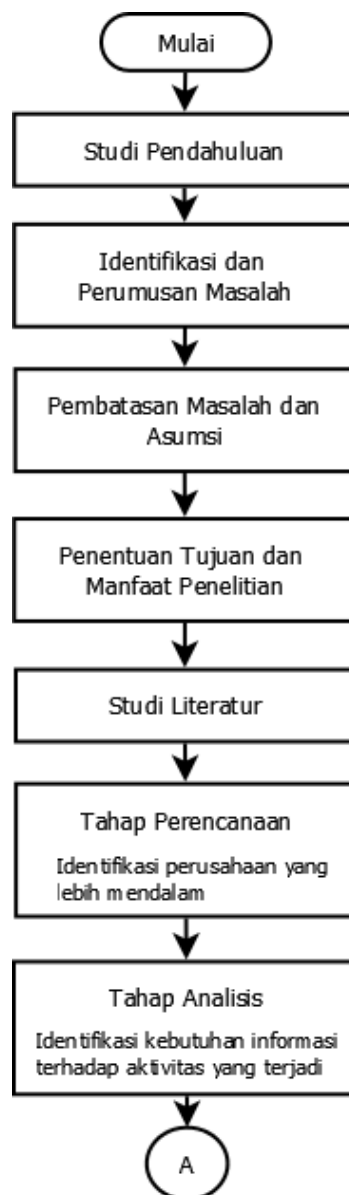 Mulai
Studi Pendahuluan
Identifikasi dan
Perumusan Masalah
Pembatasan Masalah dan
Asumsi
Penentuan Tujuan dan
Manfaat Penelitian
Studi Literatur
Tahap Perencanaan
Identifikasi perusahaan yang
lebih mendalam
Tahap Analisis
Identifikasi kebutuhan informasi
terhadap aktivitas yang terjadi
A